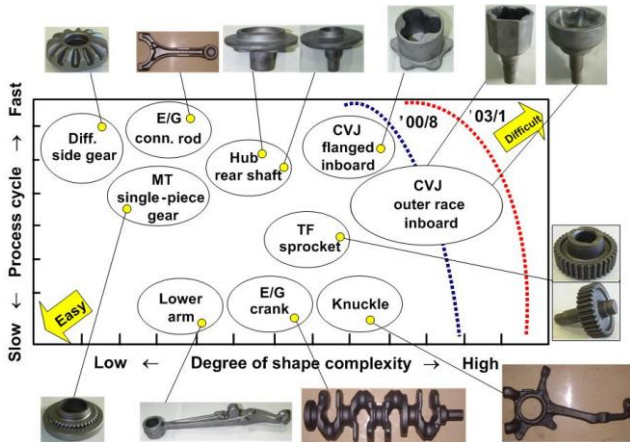 Fast
E/G
conn. rod
'00/8
'03/1
Difficult
Diff.
side gear
CVJ
flanged
inboard
Hub
rear shaft
MT
single-piece
gear
CVJ
outer race
inboard
TF
sprocket
Process cycle →
Slow ←
Easy
Lower
arm
E/G
crank
Knuckle
Low ← Degree of shape complexity → High